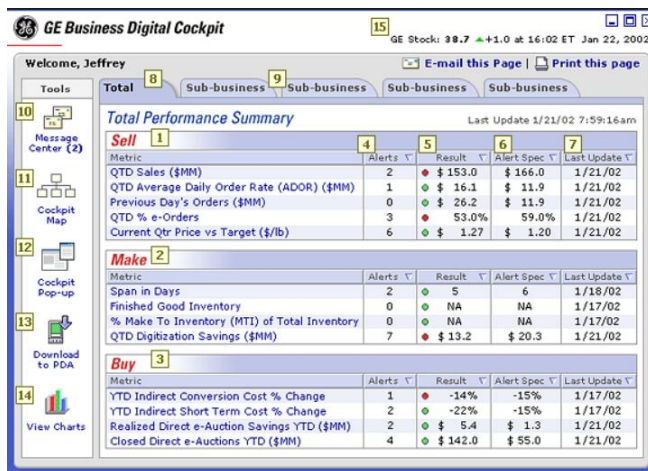 GE Business Digital Cockpit
15
GE Stock: 38.7 +1.0 at 16:02 ET Jan 22, 2002
Welcome, Jeffrey
E-mail this Page | Print this page
Tools
Total 8 Sub-business 9 Sub-business Sub-business Sub-business
10
Message Center (2)
11
Cockpit Map
12
Cockpit Pop-up
13
Download to PDA
14
View Charts
Total Performance Summary Last Update 1/21/02 7:59:16am
Sell 1 4 5 6 7
Metric Alerts Result Alert Spec Last Update
QTD Sales ($MM) 2 $ 153.0 $ 166.0 1/21/02
QTD Average Daily Order Rate (ADOR) ($MM) 1 $ 16.1 $ 11.9 1/21/02
Previous Day's Orders ($MM) 0 $ 26.2 $ 11.9 1/21/02
QTD % e-Orders 3 53.0% 59.0% 1/21/02
Current Qtr Price vs Target ($/lb) 6 $ 1.27 $ 1.20 1/21/02
Make 2
Metric Alerts Result Alert Spec Last Update
Span in Days 2 5 6 1/18/02
Finished Good Inventory 0 NA NA 1/17/02
% Make To Inventory (MTI) of Total Inventory 0 NA NA 1/17/02
QTD Digitization Savings ($MM) 7 $ 13.2 $ 20.3 1/21/02
Buy 3
Metric Alerts Result Alert Spec Last Update
YTD Indirect Conversion Cost % Change 1 -14% -15% 1/17/02
YTD Indirect Short Term Cost % Change 2 -22% -15% 1/17/02
Realized Direct e-Auction Savings YTD ($MM) 2 $ 5.4 $ 1.3 1/21/02
Closed Direct e-Auctions YTD ($MM) 4 $ 142.0 $ 55.0 1/21/02